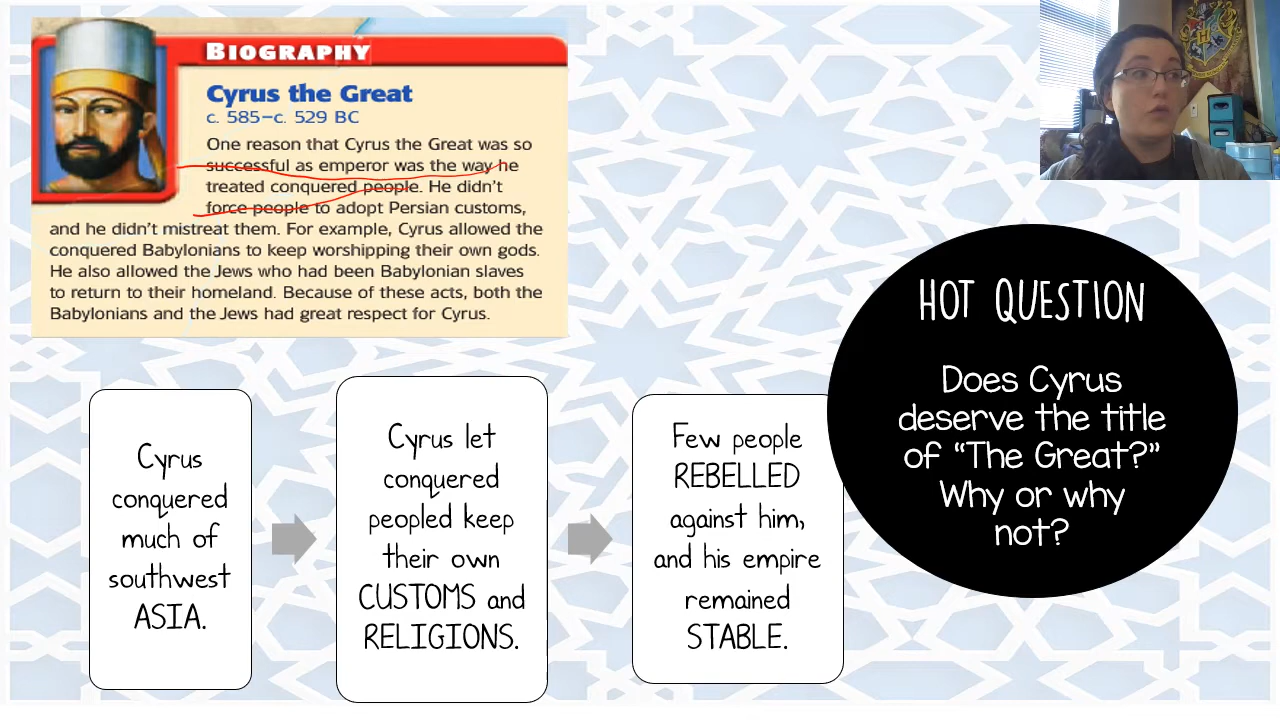 BIOGRAPHY
Cyrus the Great
c. 585–c. 529 BC
One reason that Cyrus the Great was so
successful as emperor was the way he
treated conquered people. He didn't
force people to adopt Persian customs,
and he didn't mistreat them. For example, Cyrus allowed the
conquered Babylonians to keep worshipping their own gods.
He also allowed the Jews who had been Babylonian slaves
to return to their homeland. Because of these acts, both the
Babylonians and the Jews had great respect for Cyrus.
Cyrus
conquered
much of
southwest
ASIA.
Cyrus let
conquered
peopled keep
their own
CUSTOMS and
RELIGIONS.
Few people
REBELLED
against him,
and his empire
remained
STABLE.
HOT QUESTION
Does Cyrus
deserve the title
of “The Great?”
Why or why
not?